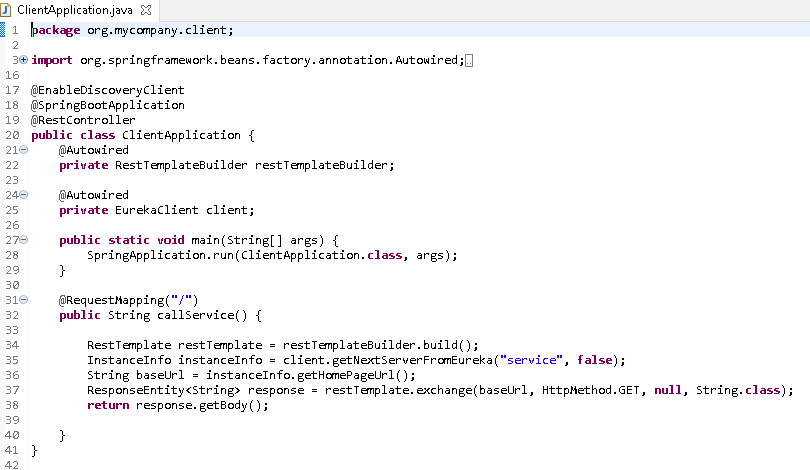 ClientApplication.java
1 package org.mycompany.client;
2
3 import org.springframework.beans.factory.annotation.Autowired;
16
17 @EnableDiscoveryClient
18 @SpringBootApplication
19 @RestController
20 public class ClientApplication {
21 @Autowired
22 private RestTemplateBuilder restTemplateBuilder;
23
24 @Autowired
25 private EurekaClient client;
26
27 public static void main(String[] args) {
28 SpringApplication.run(ClientApplication.class, args);
29 }
30
31 @RequestMapping("/")
32 public String callService() {
33
34 RestTemplate restTemplate = restTemplateBuilder.build();
35 InstanceInfo instanceInfo = client.getNextServerFromEureka("service", false);
36 String baseUrl = instanceInfo.getHomePageUrl();
37 ResponseEntity<String> response = restTemplate.exchange(baseUrl, HttpMethod.GET, null, String.class);
38 return response.getBody();
39
40 }
41 }
42